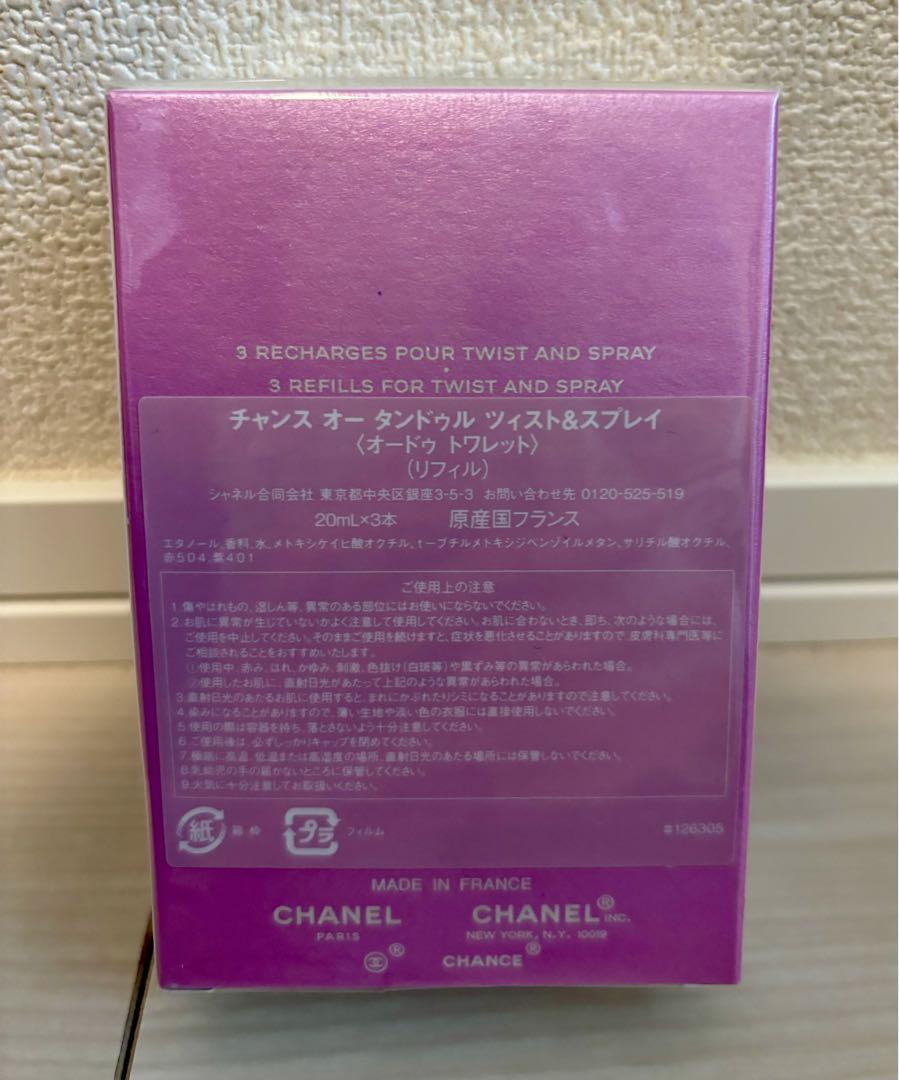 3 RECHARGES POUR TWIST AND SPRAY
•
3 REFILLS FOR TWIST AND SPRAY
チャンス オー タンドゥル ツィスト&スプレイ
〈オードゥ トワレット〉
(リフィル)
シャネル合同会社 東京都中央区銀座3-5-3 お問い合わせ先 0120-525-519
20mL×3本 原産国フランス
エタノール、香料、水、メトキシケイヒ酸オクチル、t-ブチルメトキシジベンゾイルメタン、サリチル酸オクチル、
赤504、紫401
ご使用上の注意
1.傷やはれもの、湿しん等、異常のある部位にはお使いにならないでください。
2.お肌に異常が生じていないかよく注意して使用してください。お肌に合わないとき、即ち、次のような場合には、
ご使用を中止してください。そのままご使用を続けますと、症状を悪化させることがありますので、皮膚科専門医等に
ご相談されることをおすすめいたします。
①使用中、赤み、はれ、かゆみ、刺激、色抜け(白斑等)や黒ずみ等の異常があらわれた場合。
②使用したお肌に、直射日光があたって上記のような異常があらわれた場合。
3.直射日光のあたるお肌に使用すると、まれにかぶれたりシミになることがありますので注意してください。
4.染みになることがありますので、薄い生地や淡い色の衣服には直接使用しないでください。
5.使用の際は容器を持ち、落とさないよう十分注意してください。
6.ご使用後は、必ずしっかりキャップを閉めてください。
7.極端に高温、低温または高湿度の場所、直射日光のあたる場所には保管しないでください。
8.乳幼児の手の届かないところに保管してください。
9.火気に十分注意してお取扱いください。
紙 箱 枠 プラ フィルム #126305
MADE IN FRANCE
CHANEL CHANEL® INC.
PARIS NEW YORK, N.Y. 10019
® CHANCE®